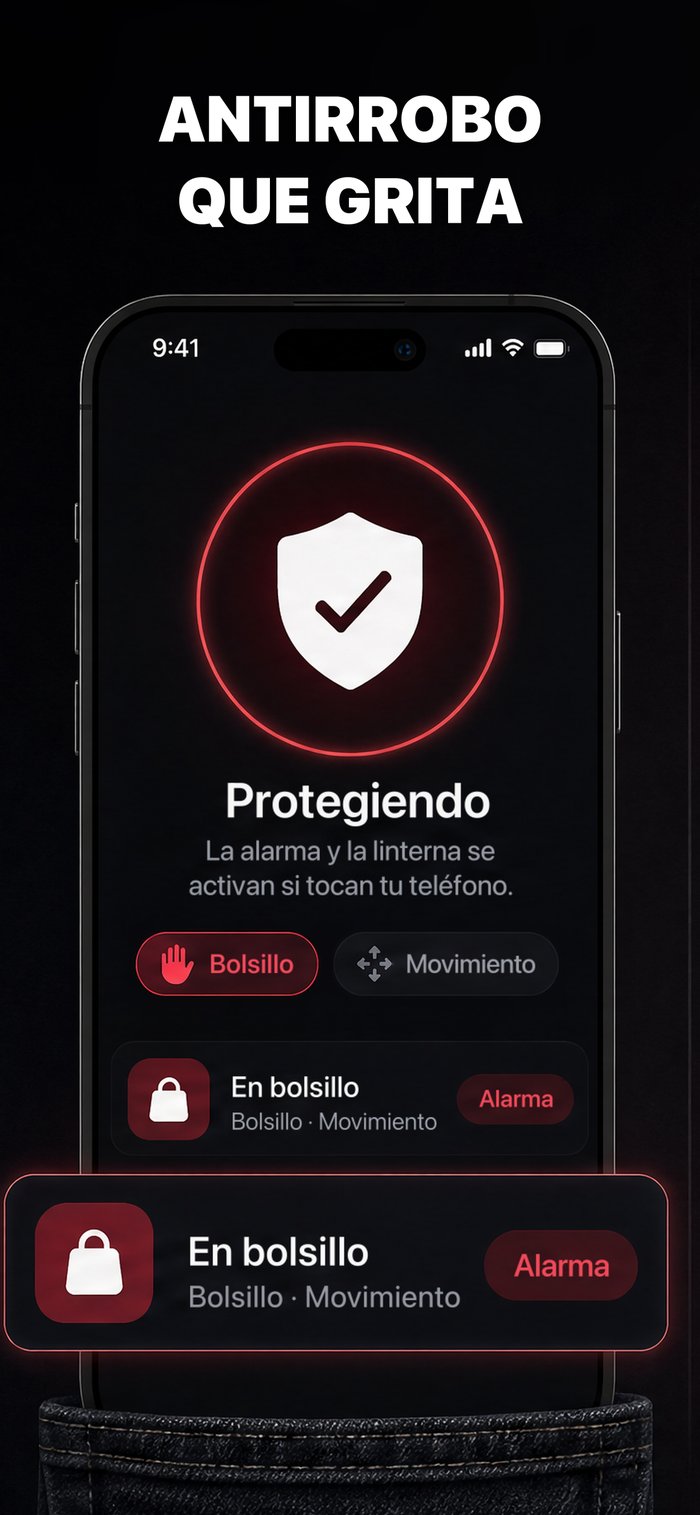 ANTIRROBO
QUE GRITA
9:41
Protegiendo
La alarma y la linterna se
activan si tocan tu teléfono.
Bolsillo
Movimiento
En bolsillo
Bolsillo · Movimiento
Alarma
En bolsillo
Bolsillo · Movimiento
Alarma